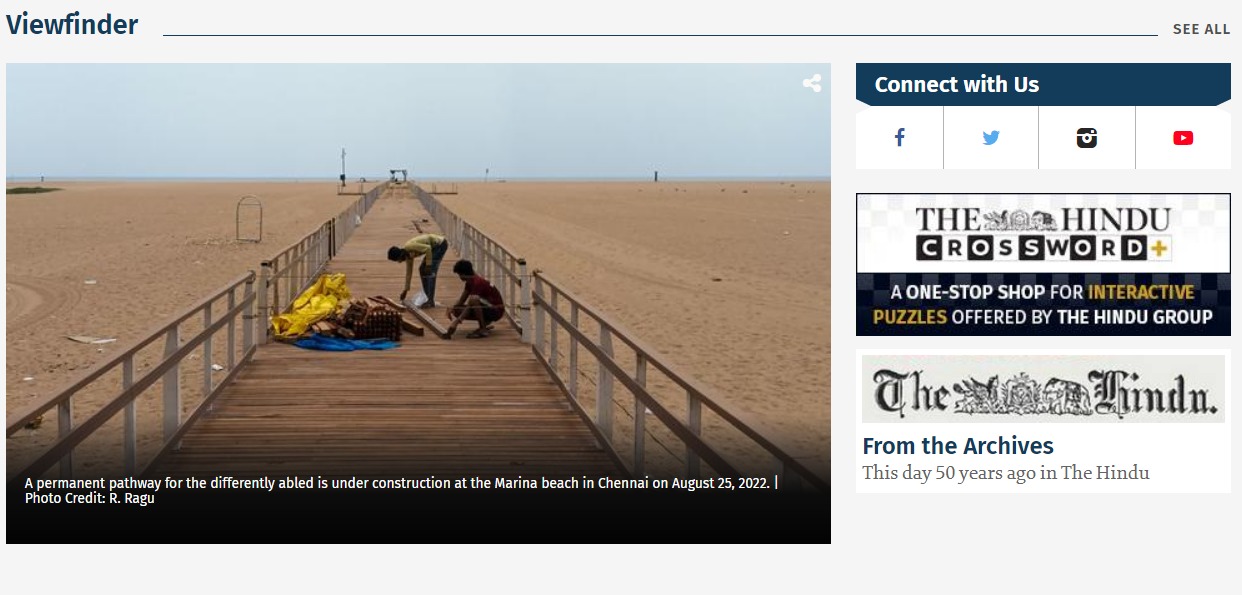 Viewfinder
SEE ALL
A permanent pathway for the differently abled is under construction at the Marina beach in Chennai on August 25, 2022. |
Photo Credit: R. Ragu
Connect with Us
THE HINDU
CROSSWORD+
A ONE-STOP SHOP FOR INTERACTIVE
PUZZLES OFFERED BY THE HINDU GROUP
The Hindu.
From the Archives
This day 50 years ago in The Hindu